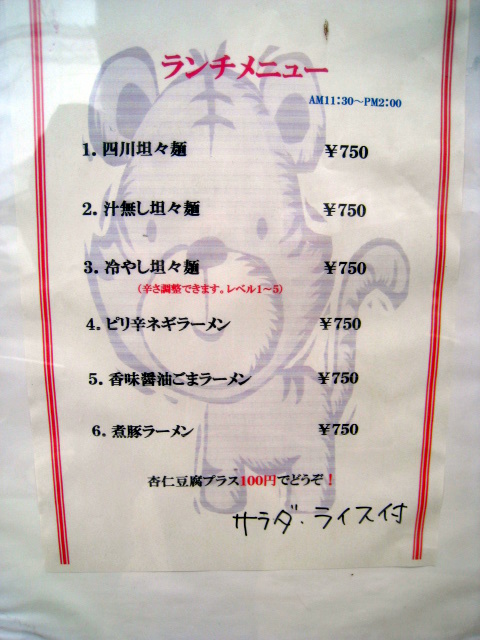 ランチメニュー
AM11:30～PM2:00
1. 四川坦々麺 ￥750
2. 汁無し坦々麺 ￥750
3. 冷やし坦々麺 ￥750
（辛さ調整できます。レベル1～5）
4. ピリ辛ネギラーメン ￥750
5. 香味醤油ごまラーメン ￥750
6. 煮豚ラーメン ￥750
杏仁豆腐プラス100円でどうぞ！
サラダ・ライス付